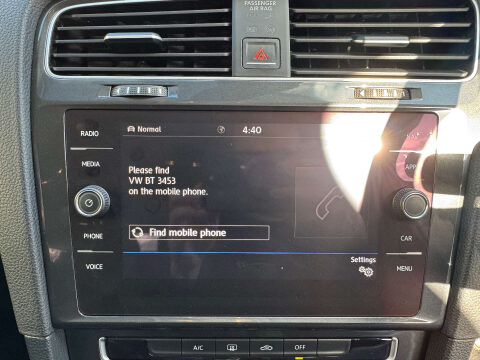 PASSENGER
AIR BAG
RADIO
Normal
4:40
MEDIA
Please find
VW BT 3453
on the mobile phone.
APP
PHONE
Find mobile phone
CAR
VOICE
Settings
MENU
A/C
OFF